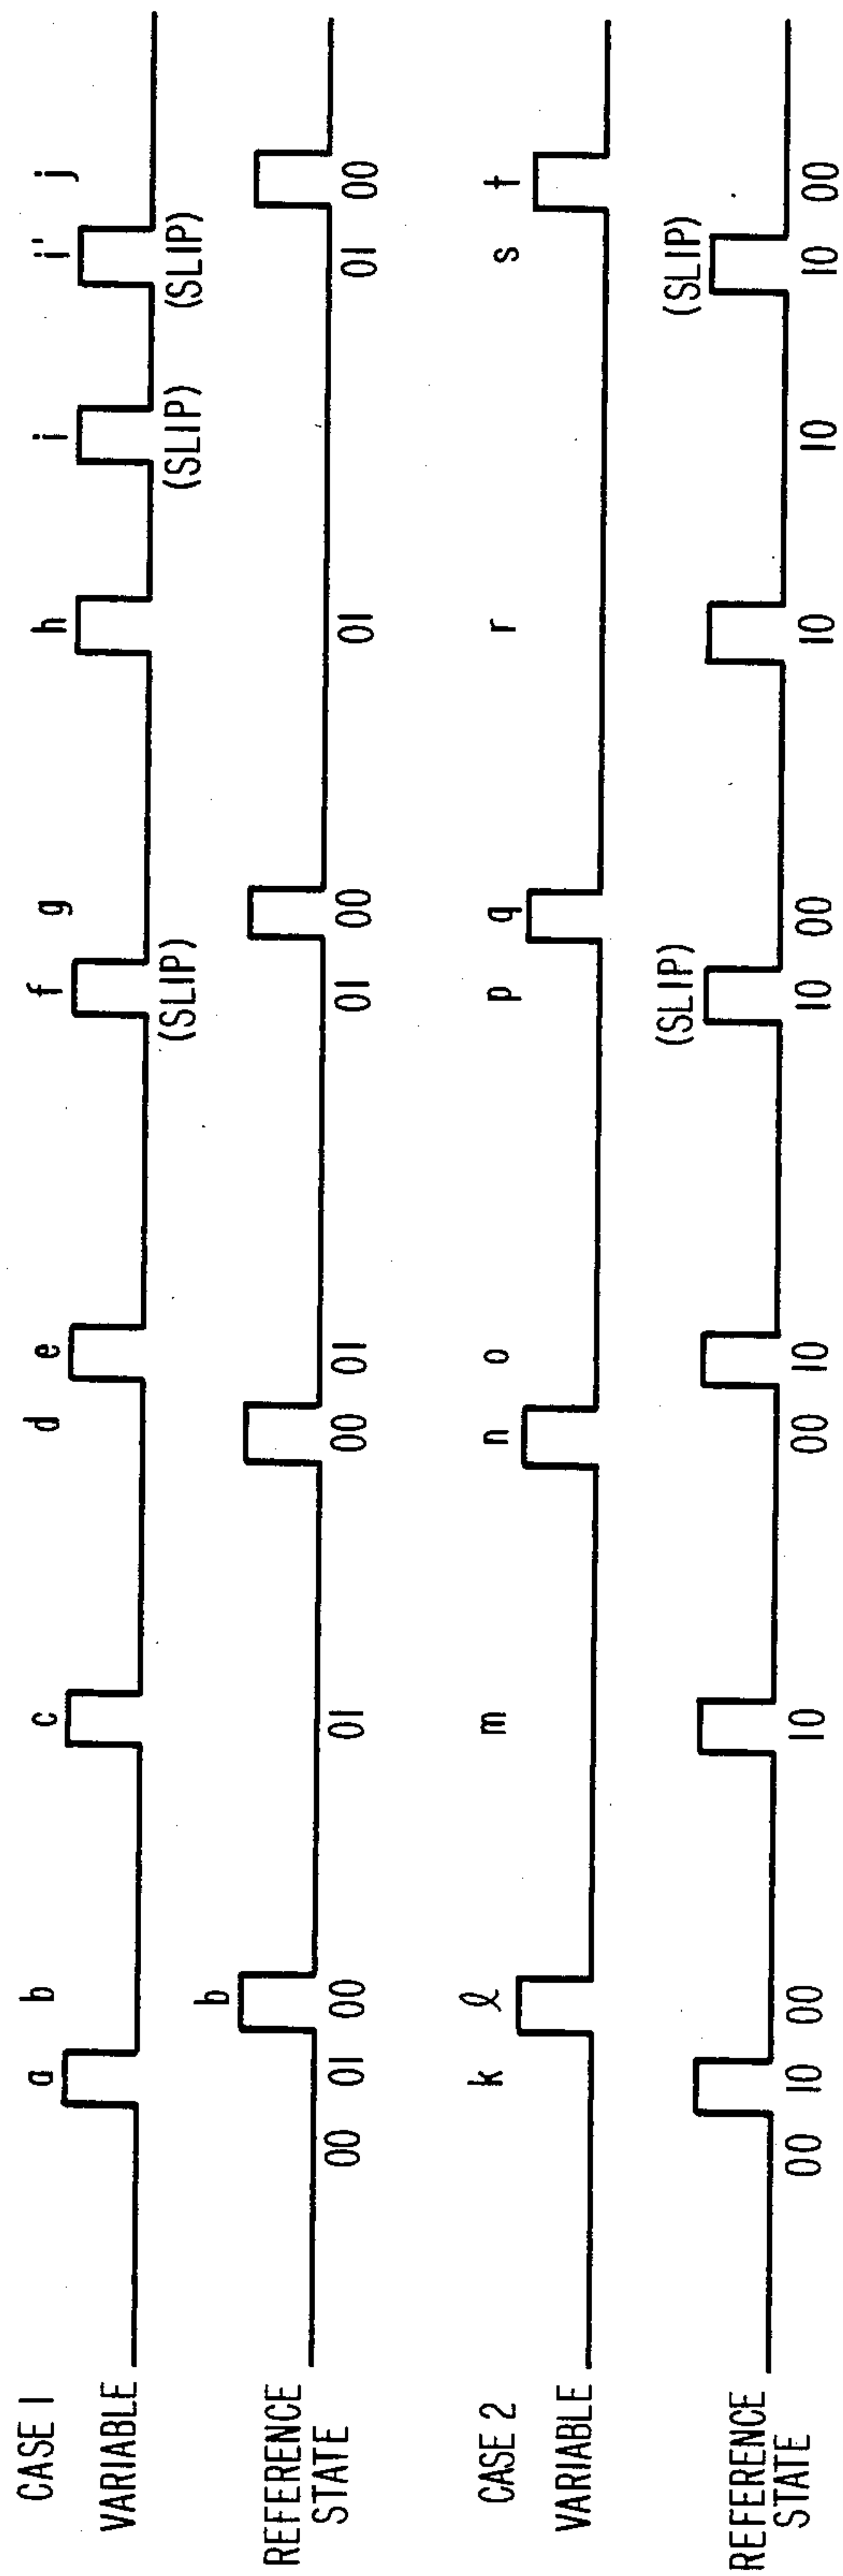 CASE 1
a b c d e f g h i i' j
VARIABLE
(SLIP) (SLIP) (SLIP)
b
REFERENCE
STATE
00 01 00 01 00 01 01 00 01 01 00
CASE 2
k l m n o p q r s t
VARIABLE
(SLIP) (SLIP)
REFERENCE
STATE
00 10 00 10 00 10 10 00 10 10 10 00